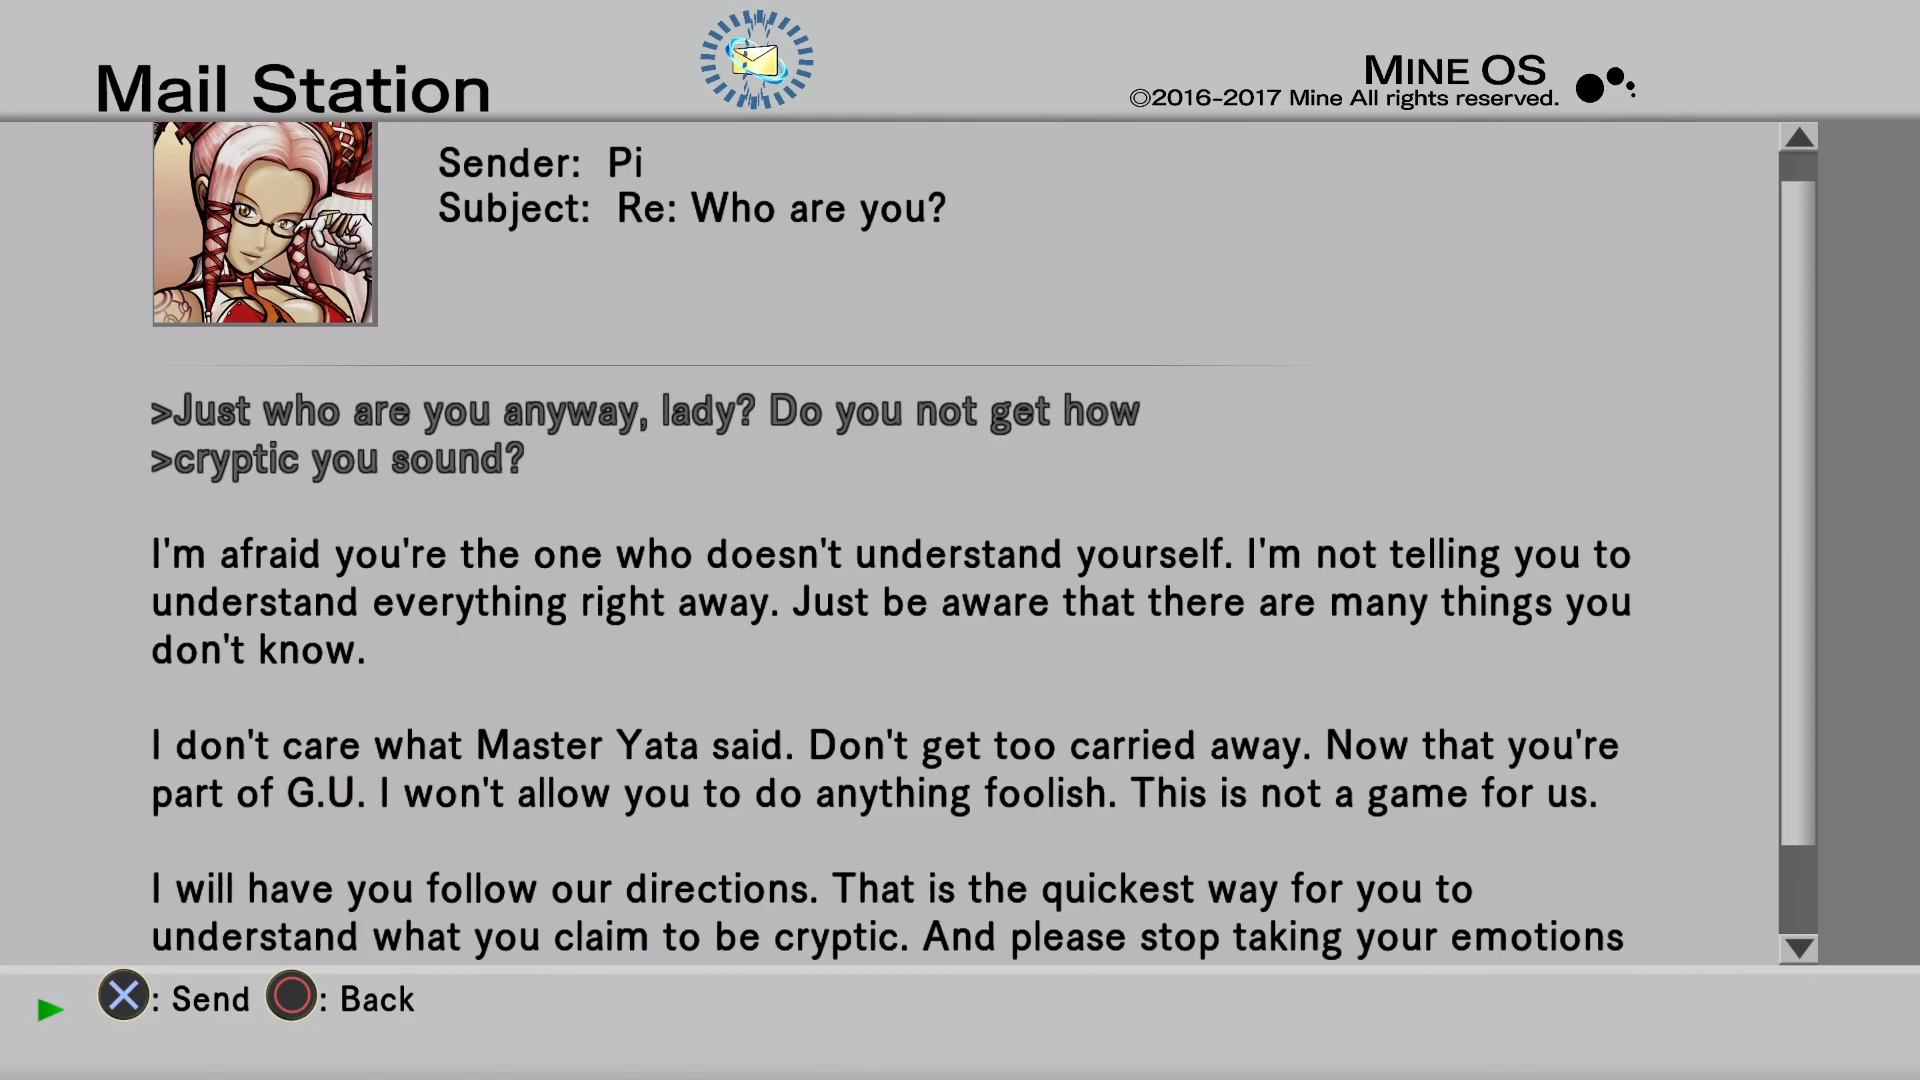 Mail Station
MINE OS
©2016-2017 Mine All rights reserved.
Sender: Pi
Subject: Re: Who are you?
>Just who are you anyway, lady? Do you not get how
>cryptic you sound?
I'm afraid you're the one who doesn't understand yourself. I'm not telling you to
understand everything right away. Just be aware that there are many things you
don't know.
I don't care what Master Yata said. Don't get too carried away. Now that you're
part of G.U. I won't allow you to do anything foolish. This is not a game for us.
I will have you follow our directions. That is the quickest way for you to
understand what you claim to be cryptic. And please stop taking your emotions
: Send : Back